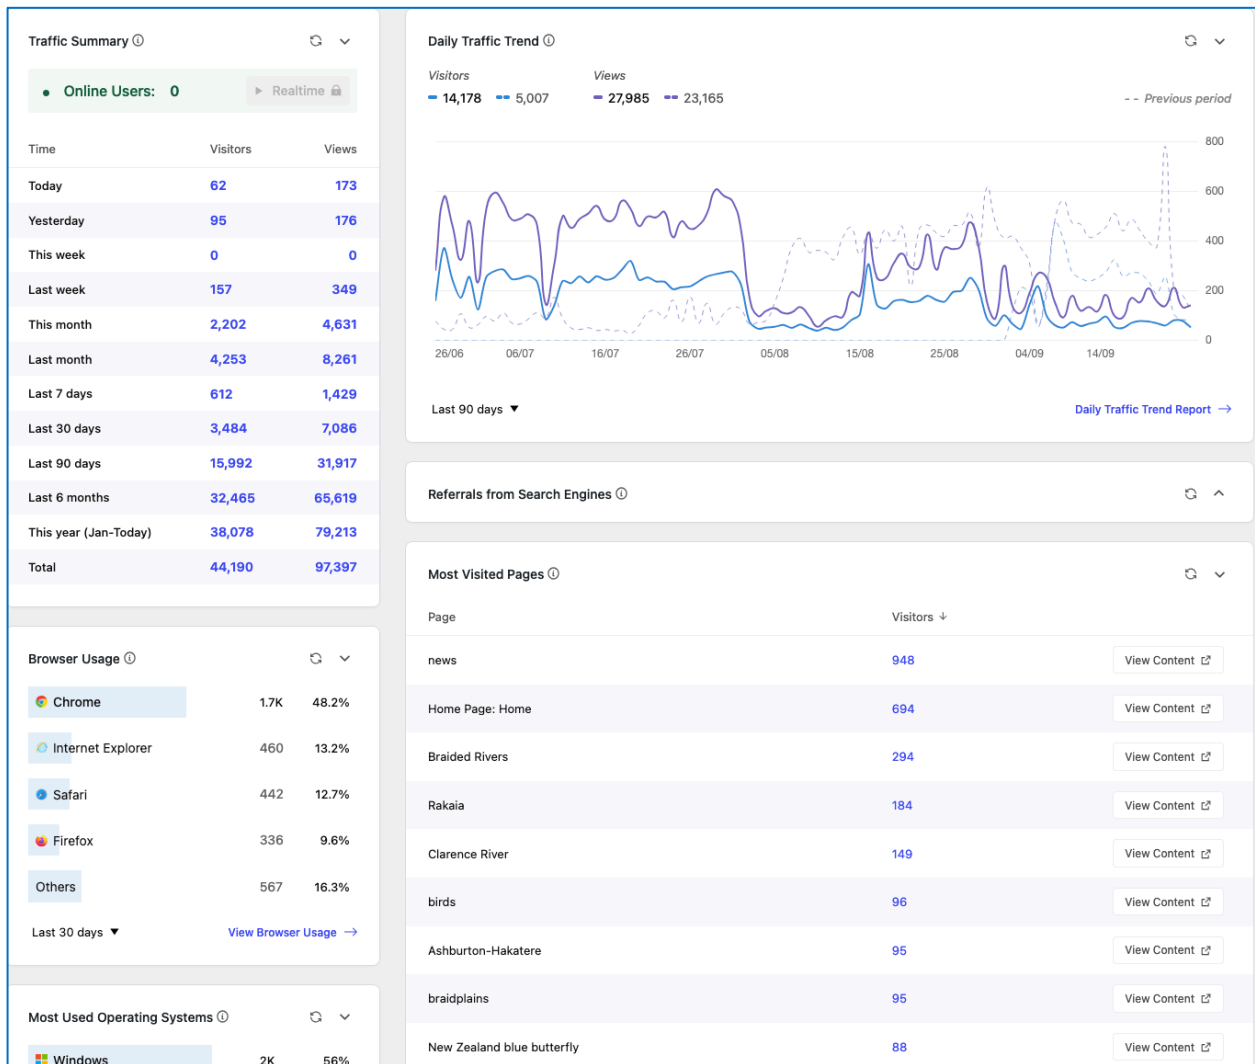 Traffic Summary
Online Users: 0
Realtime
Time Visitors Views
Today 62 173
Yesterday 95 176
This week 0 0
Last week 157 349
This month 2,202 4,631
Last month 4,253 8,261
Last 7 days 612 1,429
Last 30 days 3,484 7,086
Last 90 days 15,992 31,917
Last 6 months 32,465 65,619
This year (Jan-Today) 38,078 79,213
Total 44,190 97,397
Browser Usage
Chrome 1.7K 48.2%
Internet Explorer 460 13.2%
Safari 442 12.7%
Firefox 336 9.6%
Others 567 16.3%
Last 30 days View Browser Usage
Most Used Operating Systems
Windows 2K 56%
Daily Traffic Trend
Visitors Views
14,178 5,007 27,985 23,165
Previous period
800
600
400
200
0
26/06 06/07 16/07 26/07 05/08 15/08 25/08 04/09 14/09
Last 90 days Daily Traffic Trend Report
Referrals from Search Engines
Most Visited Pages
Page Visitors
news 948 View Content
Home Page: Home 694 View Content
Braided Rivers 294 View Content
Rakaia 184 View Content
Clarence River 149 View Content
birds 96 View Content
Ashburton-Hakatere 95 View Content
braidplains 95 View Content
New Zealand blue butterfly 88 View Content